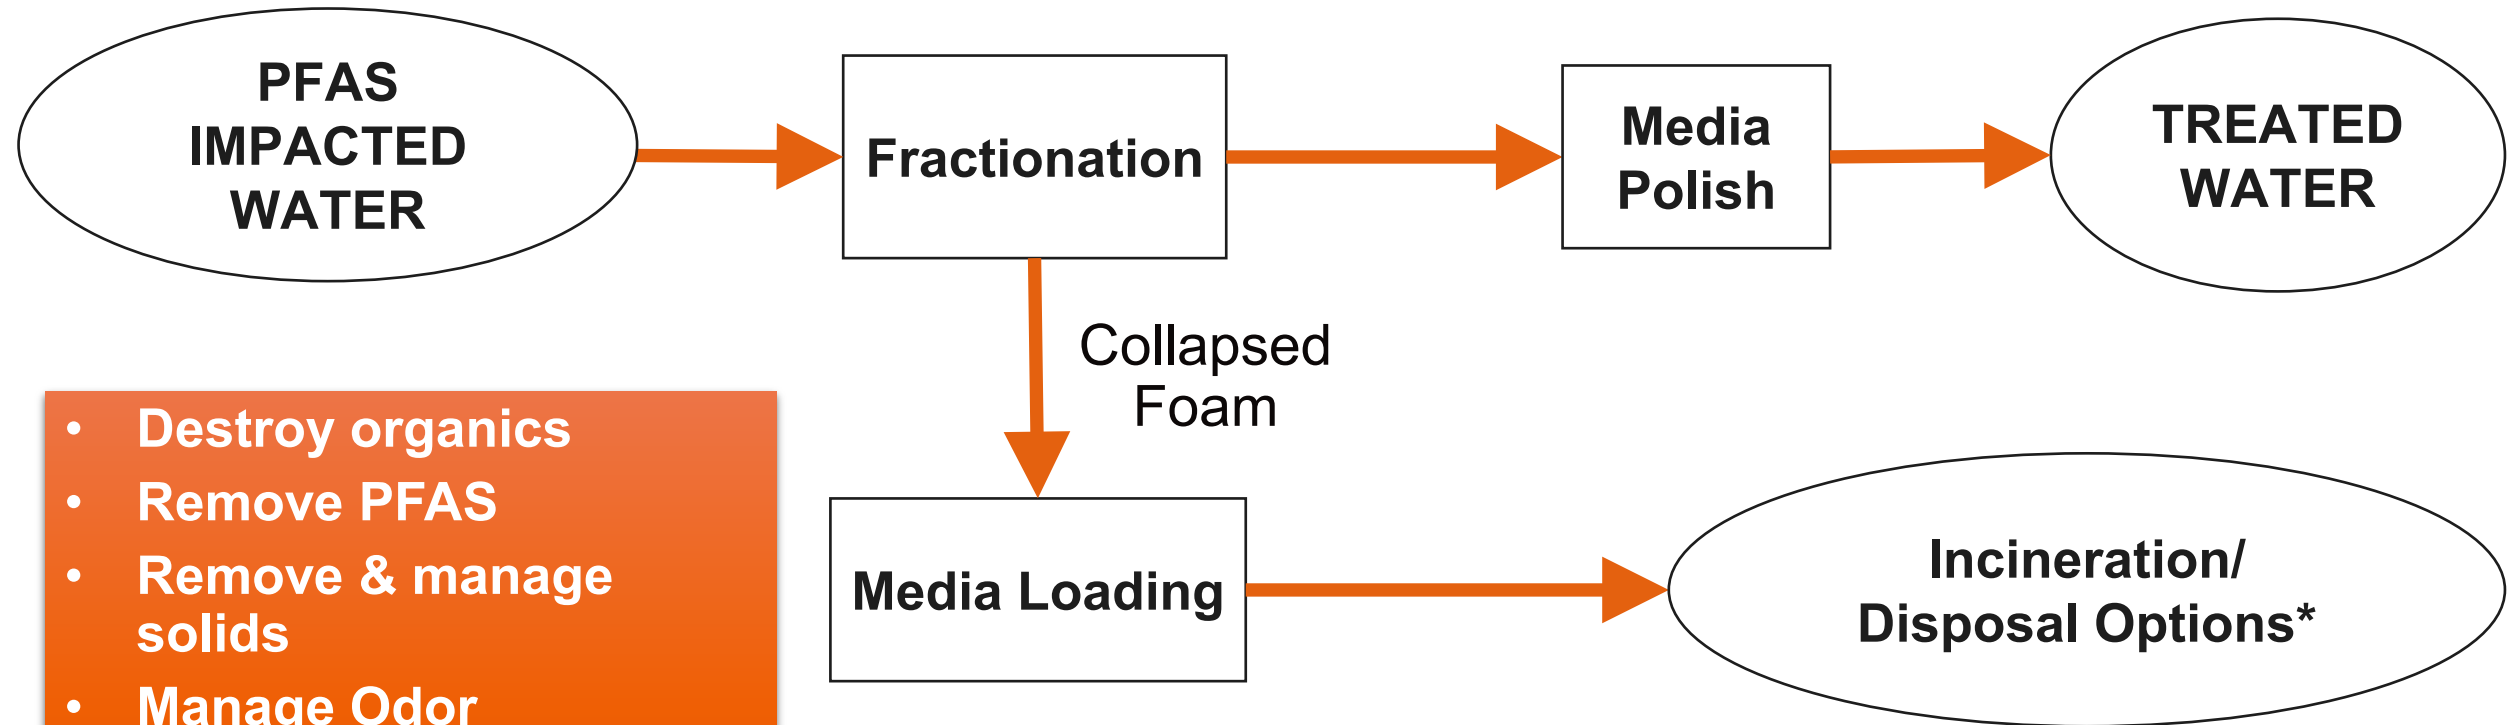 PFAS
IMPACTED
WATER
Fractionation
Media
Polish
TREATED
WATER
Collapsed
Foam
• Destroy organics
• Remove PFAS
• Remove & manage
solids
• Manage Odor
Media Loading
Incineration/
Disposal Options*